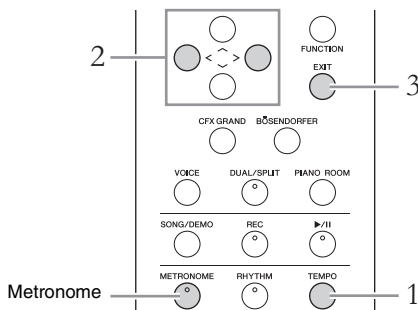 2
< >
FUNCTION
EXIT
3
CFX GRAND BÖSENDORFER
VOICE DUAL/SPLIT PIANO ROOM
SONG/DEMO REC ►/II
METRONOME RHYTHM TEMPO
Metronome
1